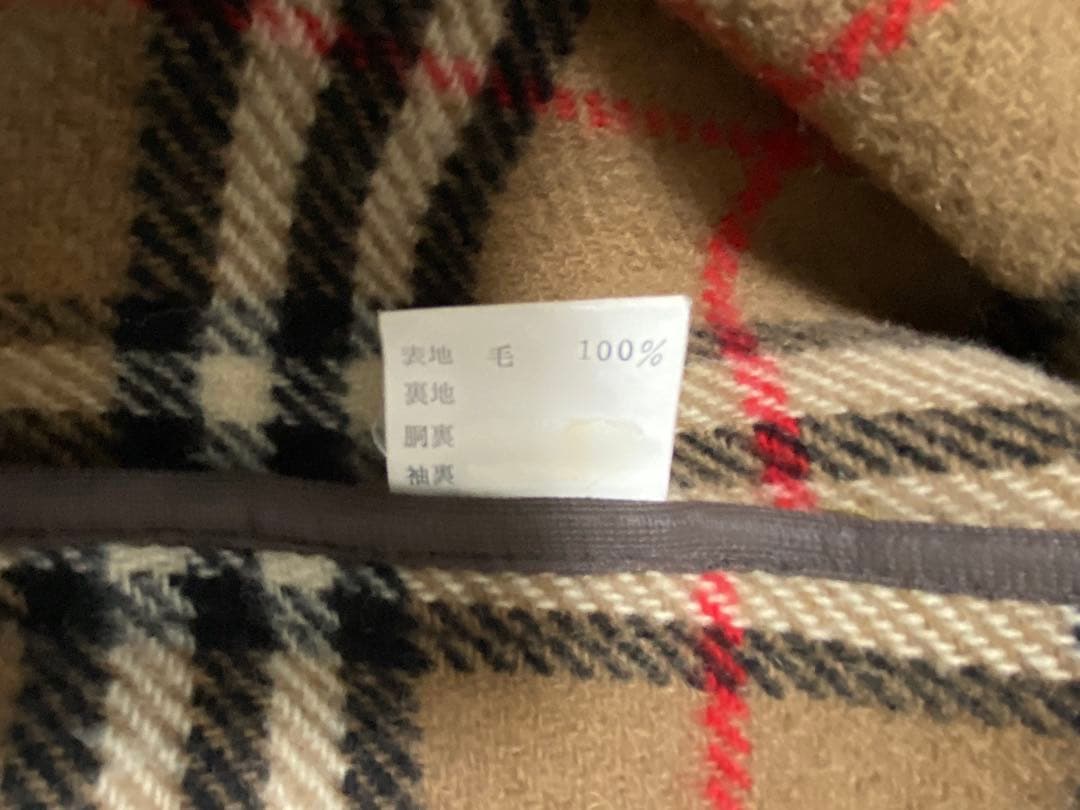 表地 毛 100%
裏地
胴裏
袖裏